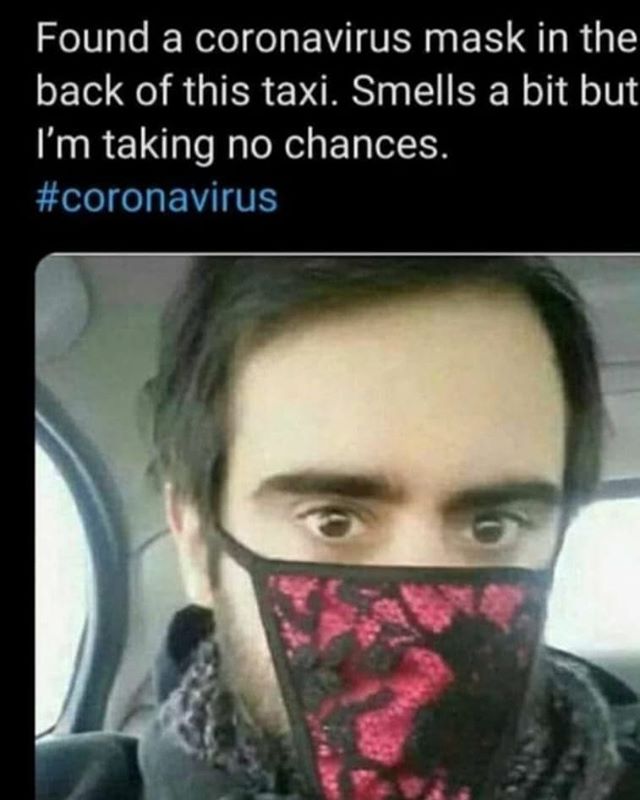 Found a coronavirus mask in the
back of this taxi. Smells a bit but
I'm taking no chances.
#coronavirus